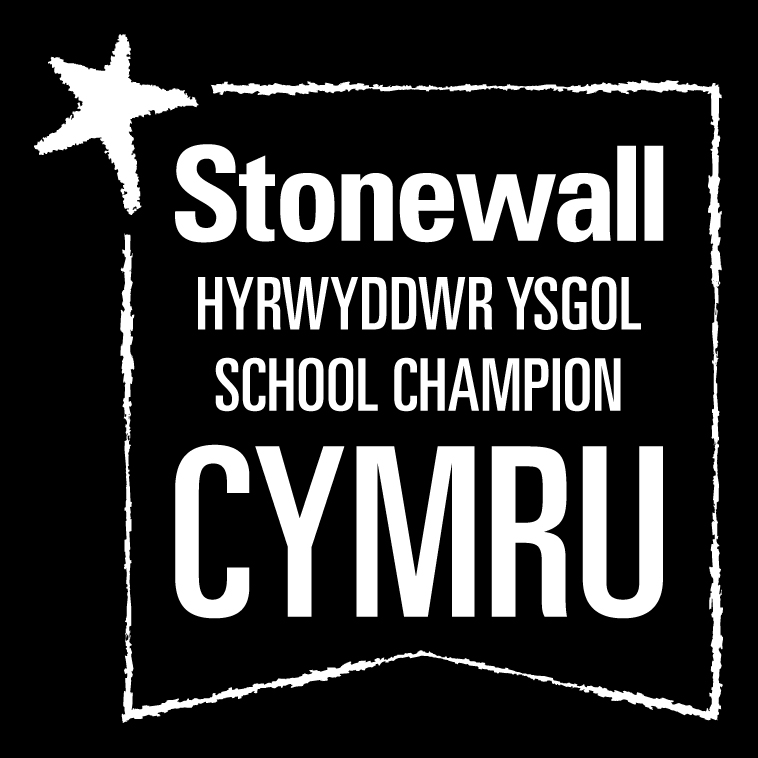 Stonewall
HYRWYDDWR YSGOL
SCHOOL CHAMPION
CYMRU